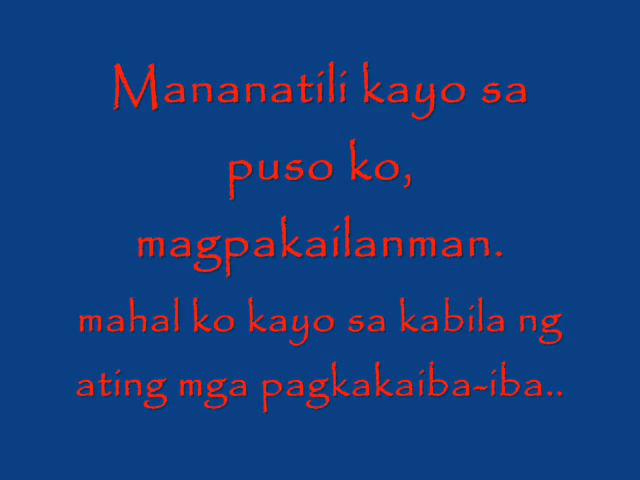 Mananatili kayo sa
puso ko,
magpakailanman.
mahal ko kayo sa kabila ng
ating mga pagkakaiba-iba..